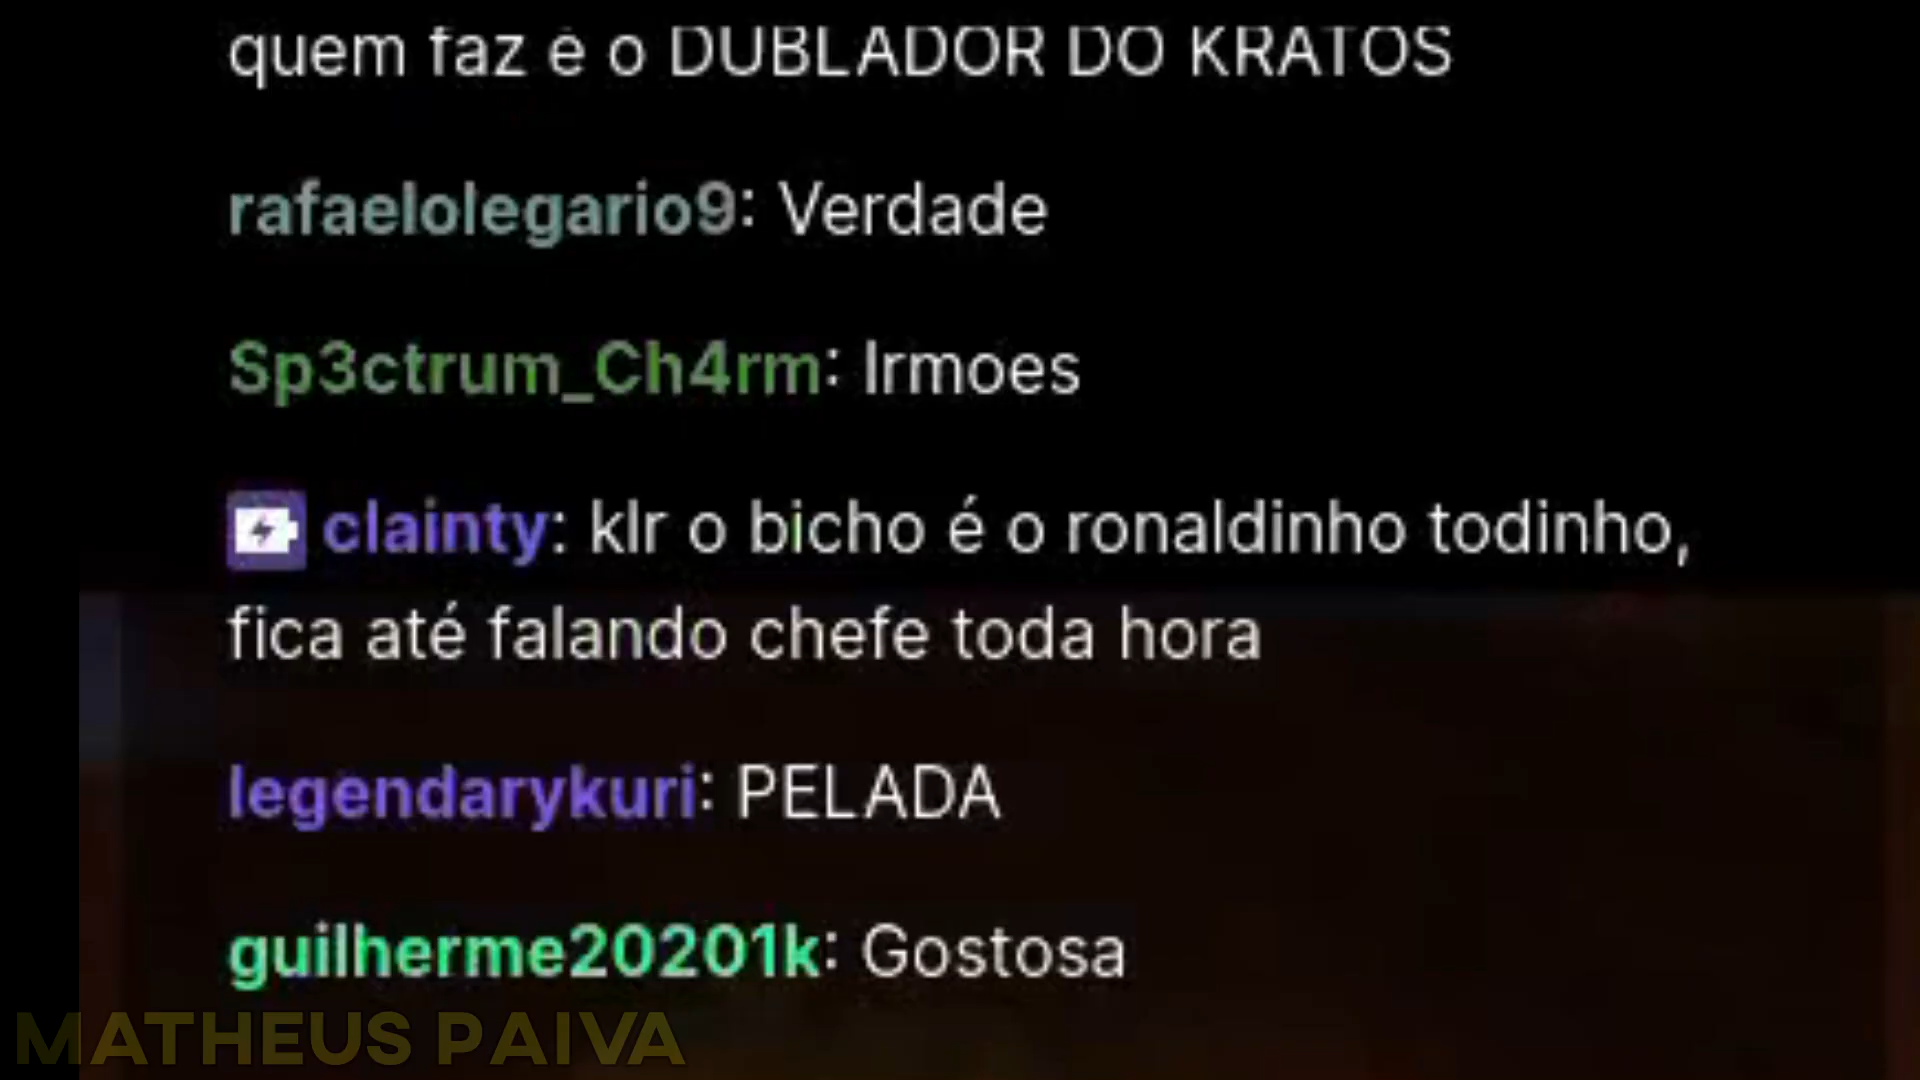 quem faz é o DUBLADOR DO KRATOS
rafaelolegario9: Verdade
Sp3ctrum_Ch4rm: Irmoes
clainty: klr o bicho é o ronaldinho todinho,
fica até falando chefe toda hora
legendarykuri: PELADA
guilherme20201k: Gostosa
MATHEUS PAIVA